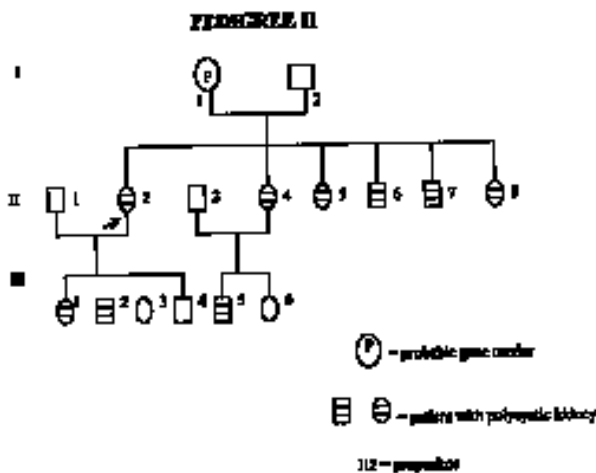 PEDIGREE II
I
P
1 2
II 1 2 3 4 5 6 7 8
1 2 3 4 5 6
P = probable gene carrier
= patient with polycystic kidney
II2 = propositus